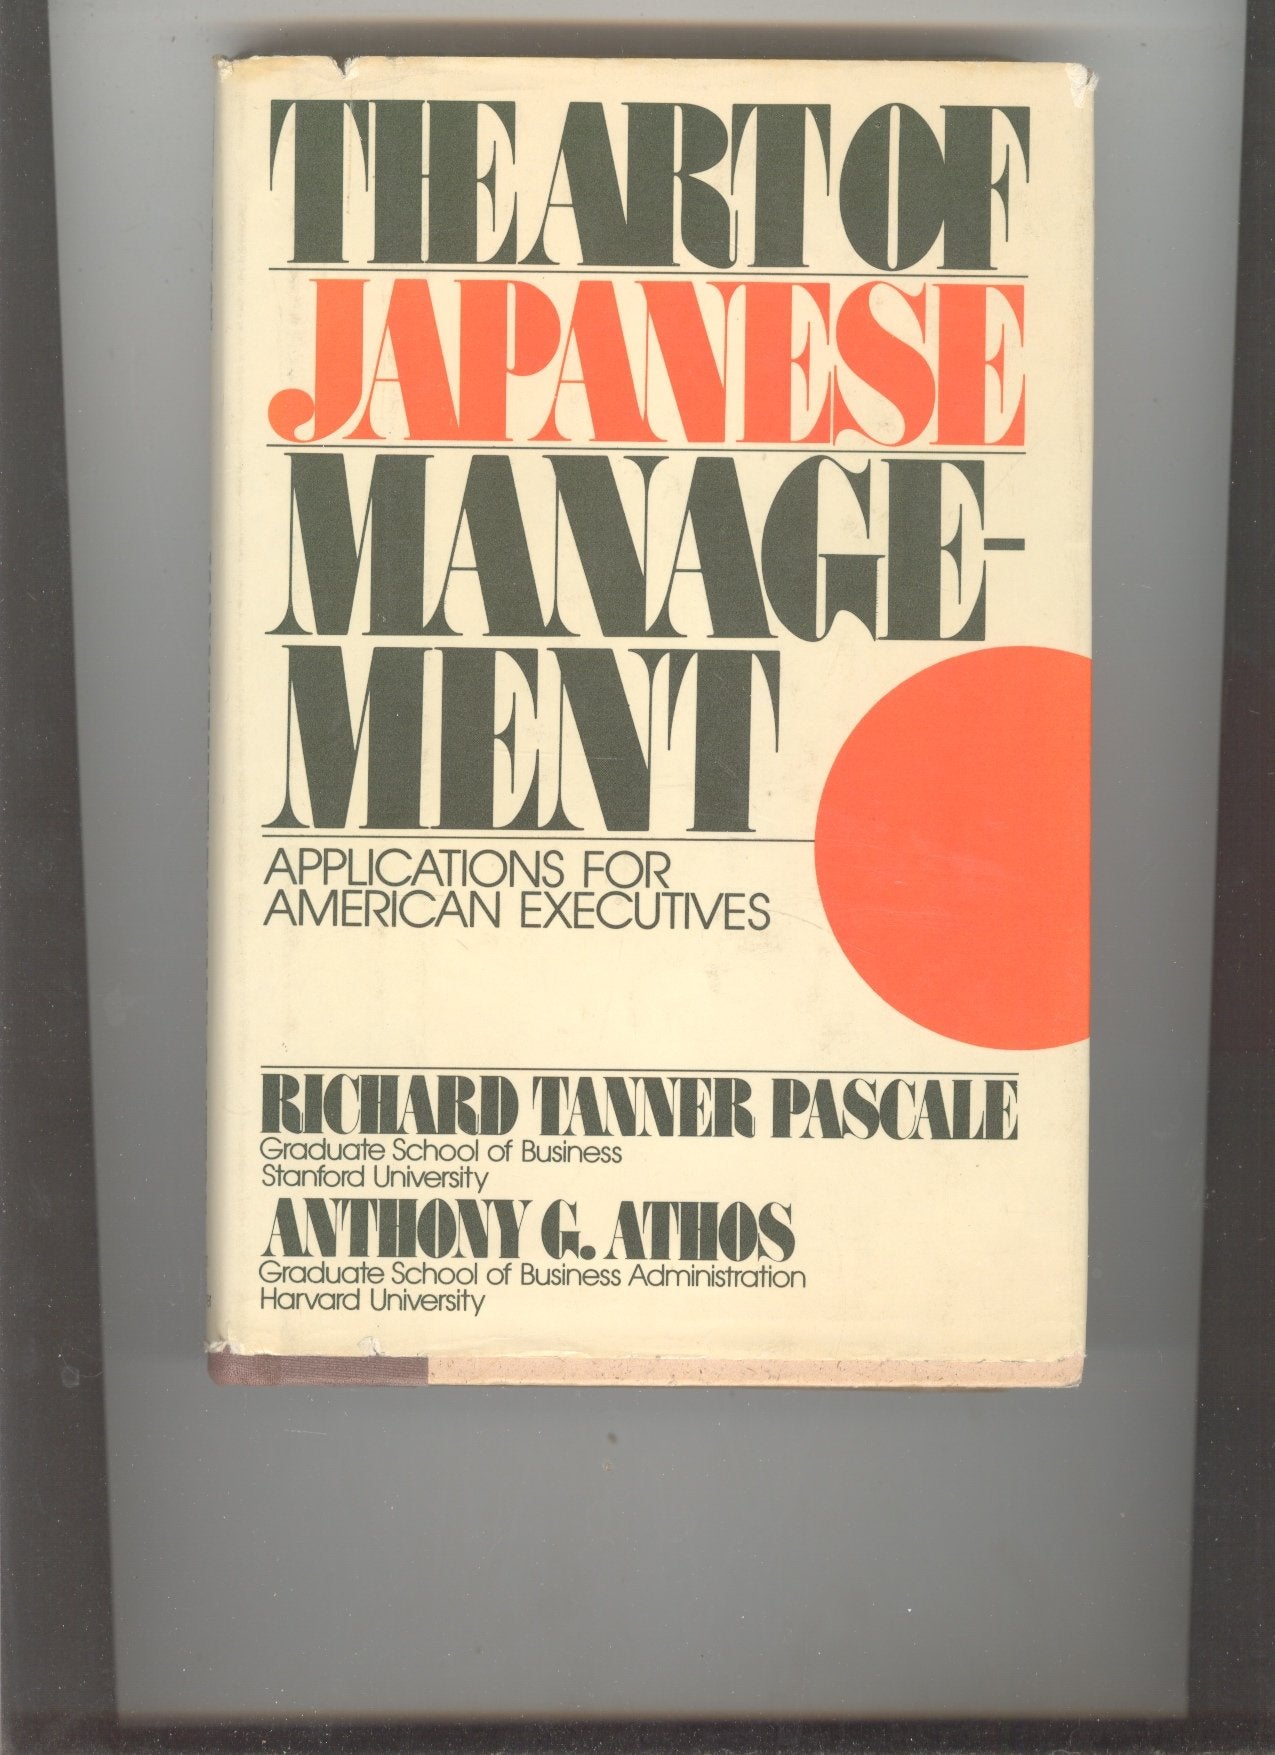 THE ART OF
JAPANESE
MANAGE-
MENT
APPLICATIONS FOR
AMERICAN EXECUTIVES
RICHARD TANNER PASCALE
Graduate School of Business
Stanford University
ANTHONY G. ATHOS
Graduate School of Business Administration
Harvard University